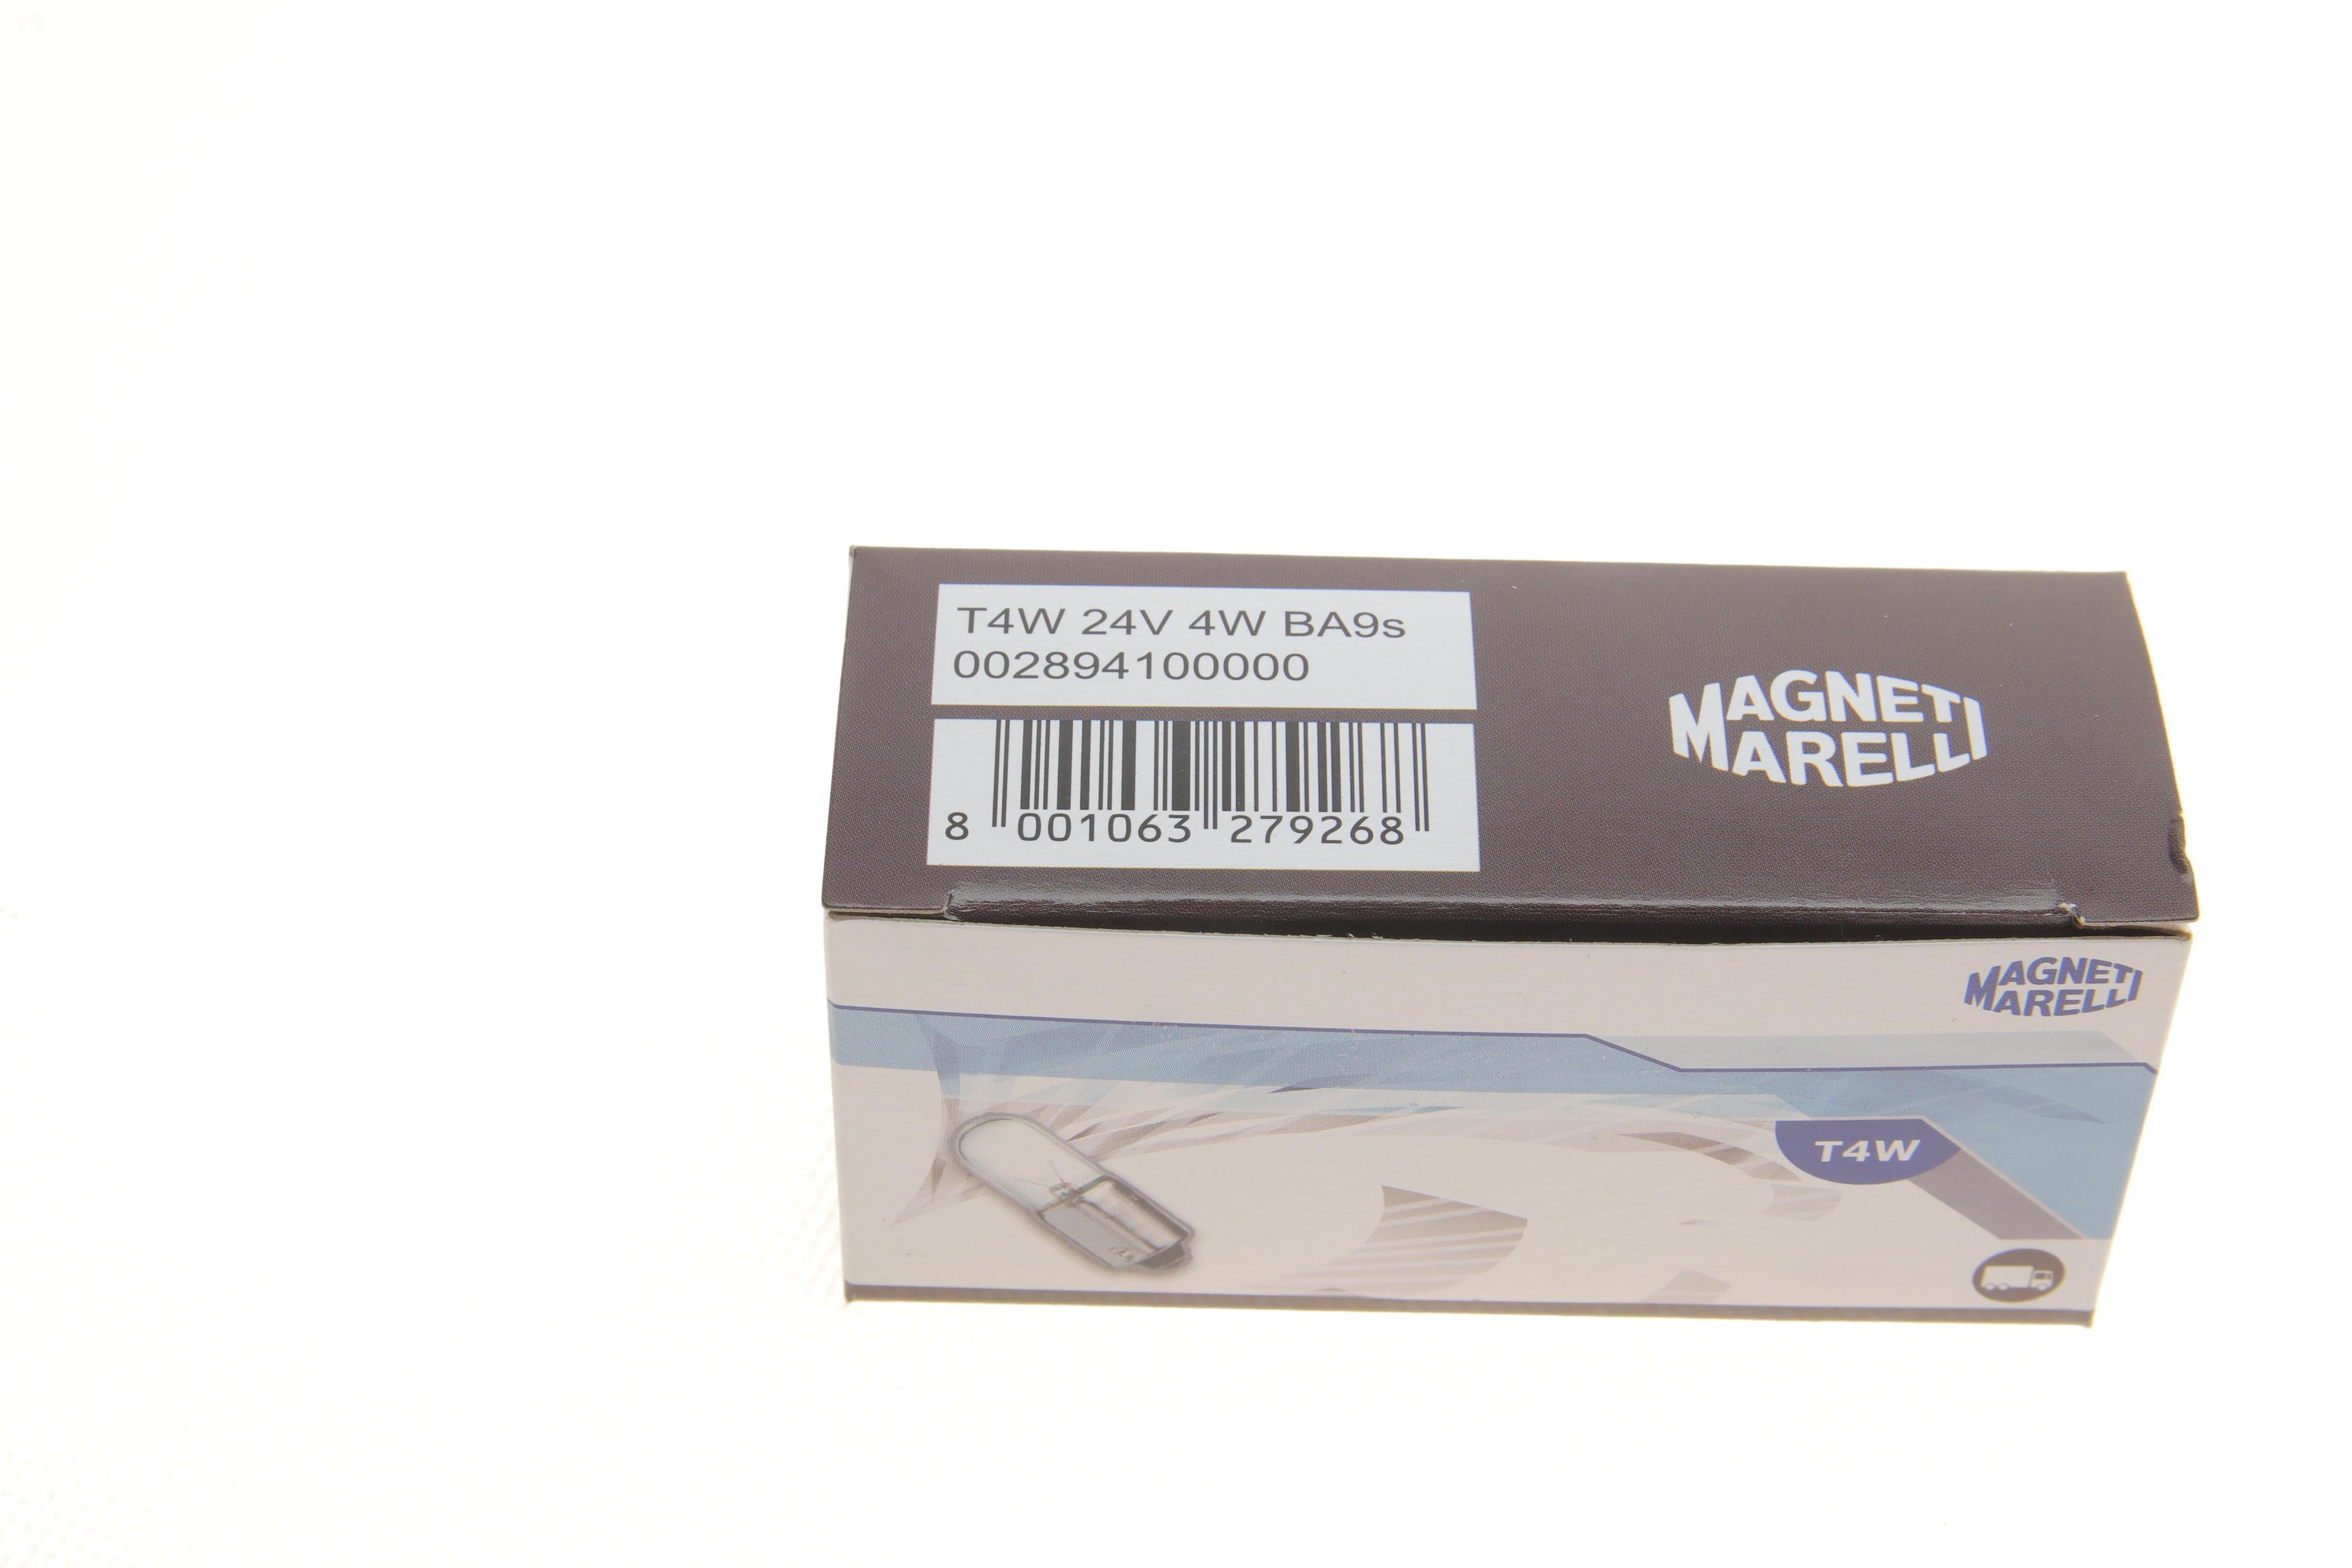 T4W 24V 4W BA9s
002894100000
8 001063 279268
MAGNETI
MARELLI
MAGNETI
MARELLI
T4W